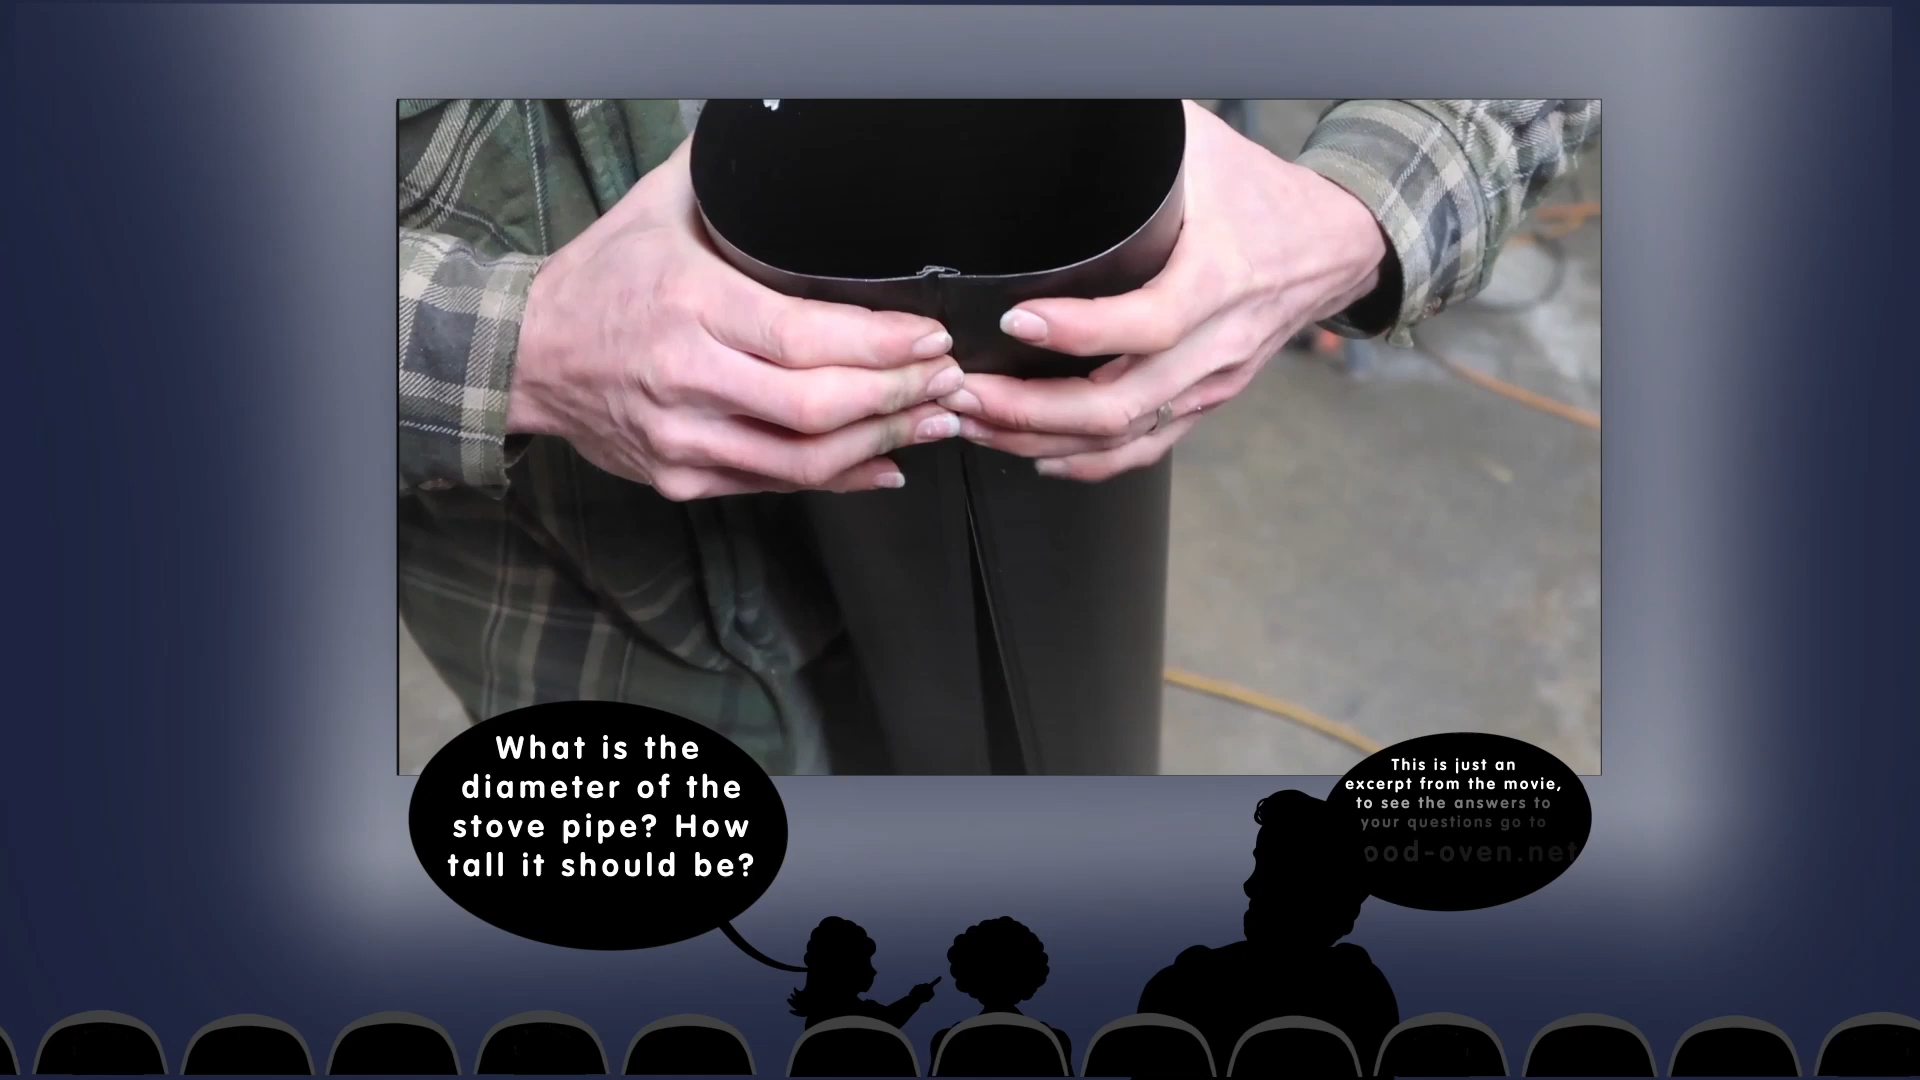 What is the
diameter of the
stove pipe? How
tall it should be?
This is just an
excerpt from the movie,
to see the answers to
your questions go to
ood-oven.net